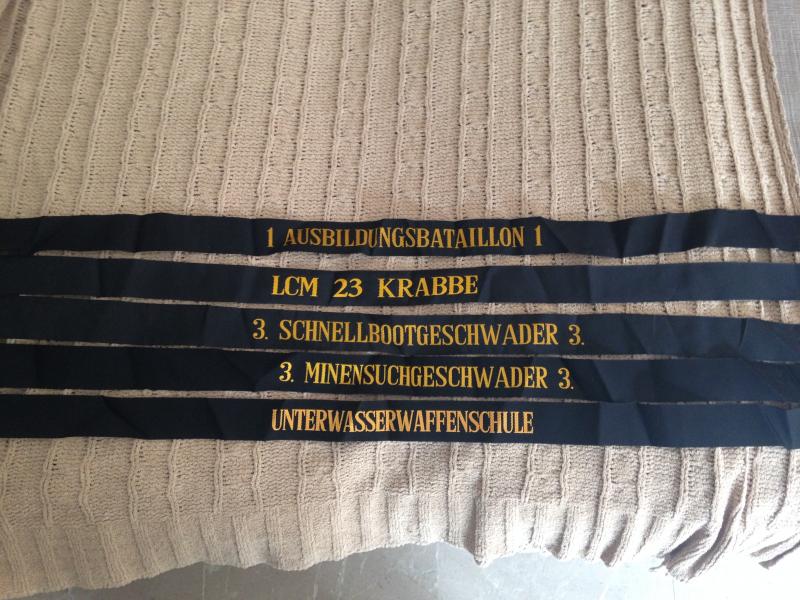 1 AUSBILDUNGSBATAILLON 1
LCM 23 KRABBE
3. SCHNELLBOOTGESCHWADER 3.
3. MINENSUCHGESCHWADER 3.
UNTERWASSERWAFFENSCHULE